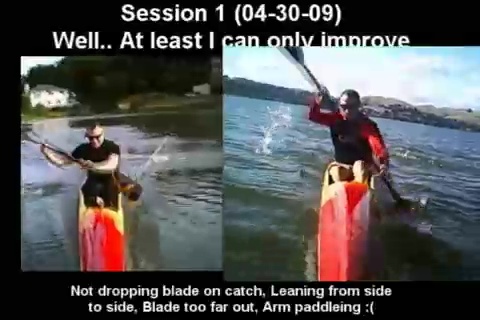 Session 1 (04-30-09)
Well.. At least I can only improve
Not dropping blade on catch, Leaning from side
to side, Blade too far out, Arm paddleing :(